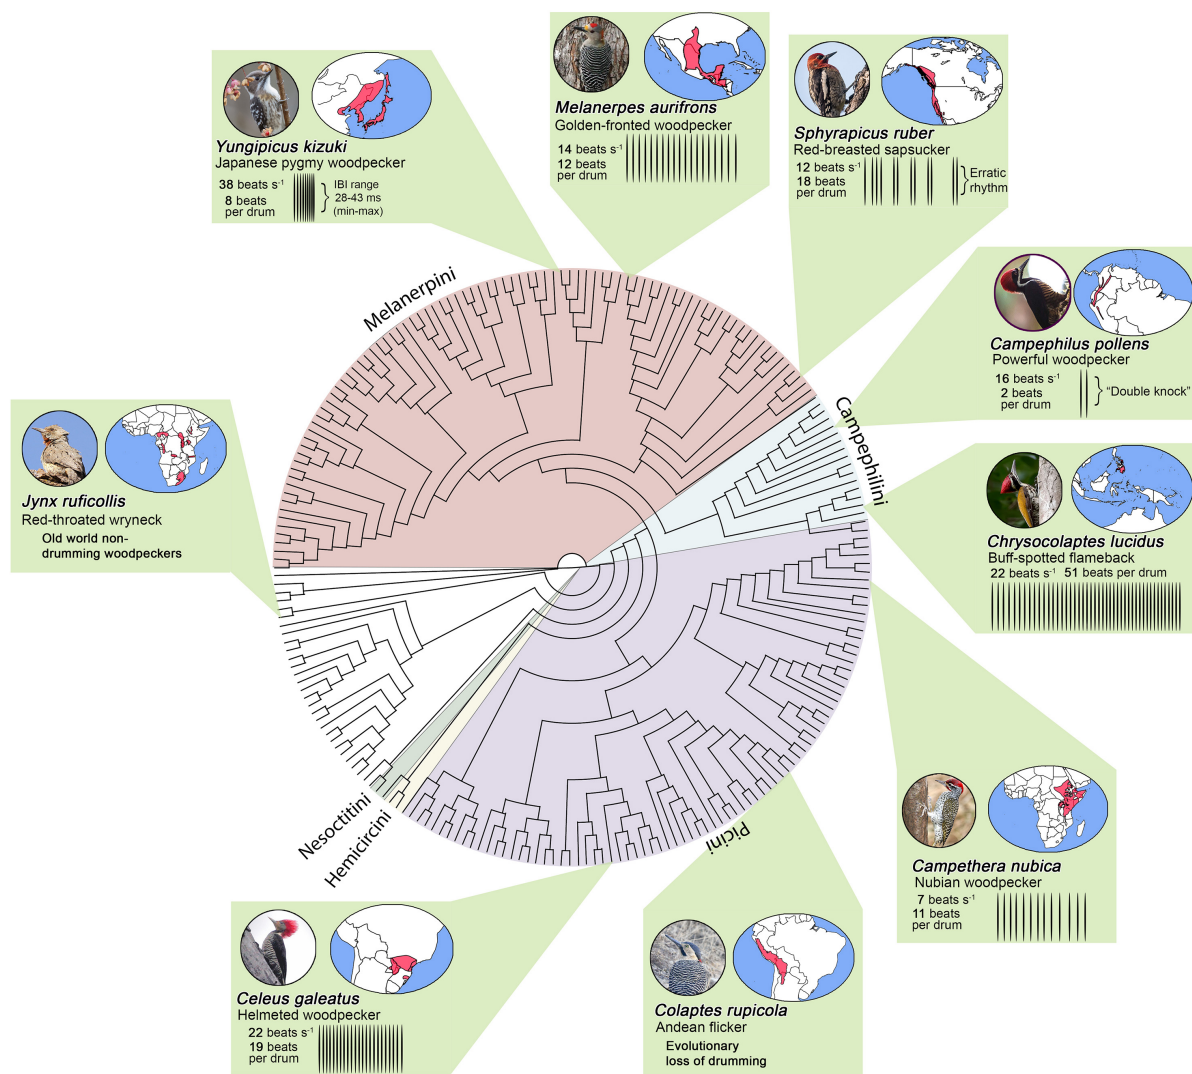 Yungipicus kizuki
Japanese pygmy woodpecker
38 beats s-1
8 beats
per drum
IBI range
28-43 ms
(min-max)
Melanerpes aurifrons
Golden-fronted woodpecker
14 beats s-1
12 beats
per drum
Sphyrapicus ruber
Red-breasted sapsucker
12 beats s-1
18 beats
per drum
Erratic
rhythm
Campephilus pollens
Powerful woodpecker
16 beats s-1
2 beats
per drum
“Double knock”
Melanerpini
Campephilini
Jynx ruficollis
Red-throated wryneck
Old world non-
drumming woodpeckers
Chrysocolaptes lucidus
Buff-spotted flameback
22 beats s-1 51 beats per drum
Nesoctitini
Hemicircini
Picini
Campethera nubica
Nubian woodpecker
7 beats s-1
11 beats
per drum
Celeus galeatus
Helmeted woodpecker
22 beats s-1
19 beats
per drum
Colaptes rupicola
Andean flicker
Evolutionary
loss of drumming